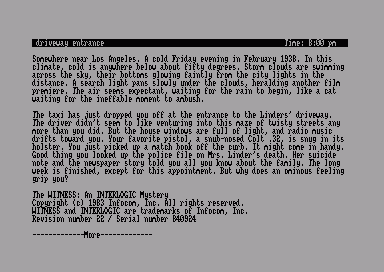 driveway entrance Time: 8:00 pm
Somewhere near Los Angeles. A cold Friday evening in February 1938. In this
climate, cold is anywhere below about fifty degrees. Storm clouds are swimming
across the sky, their bottoms glowing faintly from the city lights in the
distance. A search light pans slowly under the clouds, heralding another film
premiere. The air seems expectant, waiting for the rain to begin, like a cat
waiting for the ineffable moment to ambush.
The taxi has just dropped you off at the entrance to the Linders' driveway.
The driver didn't seem to like venturing into this maze of twisty streets any
more than you did. But the house windows are full of light, and radio music
drifts toward you. Your favorite pistol, a snub-nosed Colt .32, is snug in its
holster. You just picked up a match book off the curb. It might come in handy.
Good thing you looked up the police file on Mrs. Linder's death. Her suicide
note and the newspaper story told you all you know about the family. The long
week is finished, except for this appointment. But why does an ominous feeling
grip you?
The WITNESS: An INTERLOGIC Mystery
Copyright (c) 1983 Infocom, Inc. All rights reserved.
WITNESS and INTERLOGIC are trademarks of Infocom, Inc.
Revision number 22 / Serial number 840924
-------------More-------------